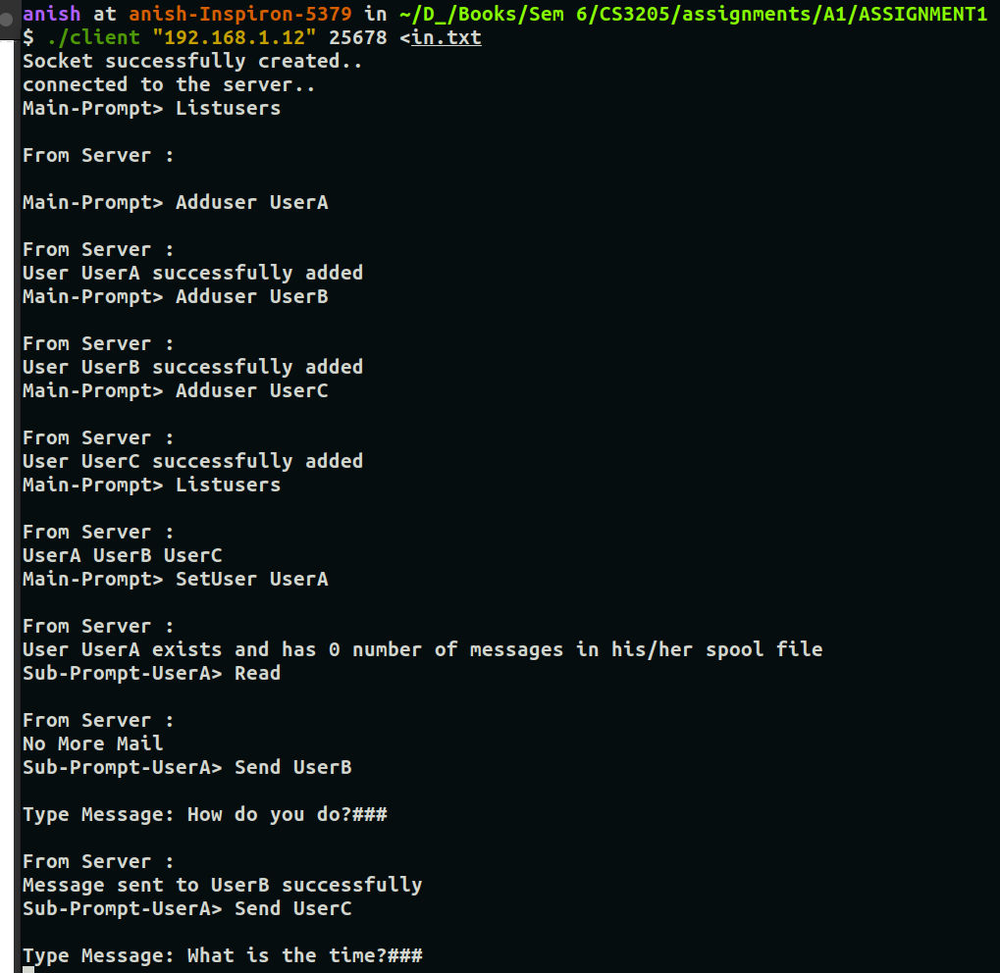 anish at anish-Inspiron-5379 in ~/D_/Books/Sem 6/CS3205/assignments/A1/ASSIGNMENT1
$ ./client "192.168.1.12" 25678 <in.txt
Socket successfully created..
connected to the server..
Main-Prompt> Listusers
From Server :
Main-Prompt> Adduser UserA
From Server :
User UserA successfully added
Main-Prompt> Adduser UserB
From Server :
User UserB successfully added
Main-Prompt> Adduser UserC
From Server :
User UserC successfully added
Main-Prompt> Listusers
From Server :
UserA UserB UserC
Main-Prompt> SetUser UserA
From Server :
User UserA exists and has 0 number of messages in his/her spool file
Sub-Prompt-UserA> Read
From Server :
No More Mail
Sub-Prompt-UserA> Send UserB
Type Message: How do you do?###
From Server :
Message sent to UserB successfully
Sub-Prompt-UserA> Send UserC
Type Message: What is the time?###